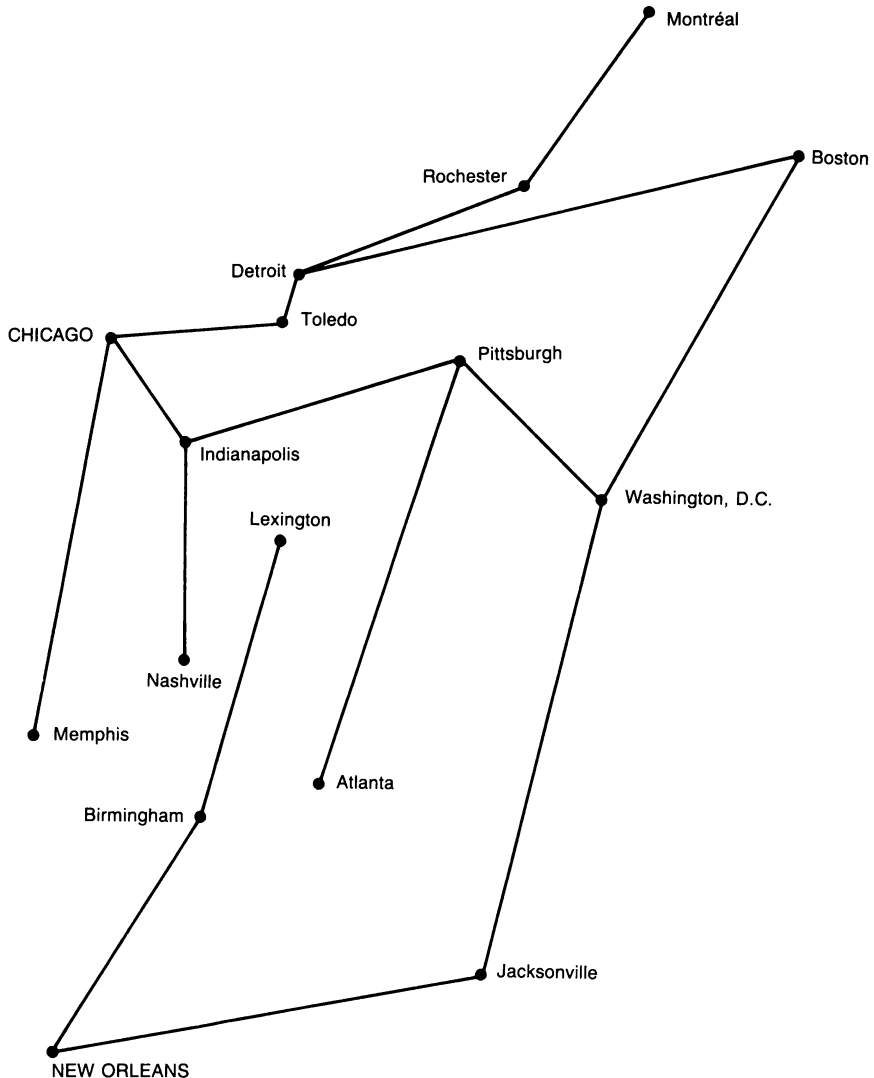 Montréal
Boston
Rochester
Detroit
Toledo
CHICAGO
Pittsburgh
Indianapolis
Washington, D.C.
Lexington
Nashville
Memphis
Atlanta
Birmingham
Jacksonville
NEW ORLEANS